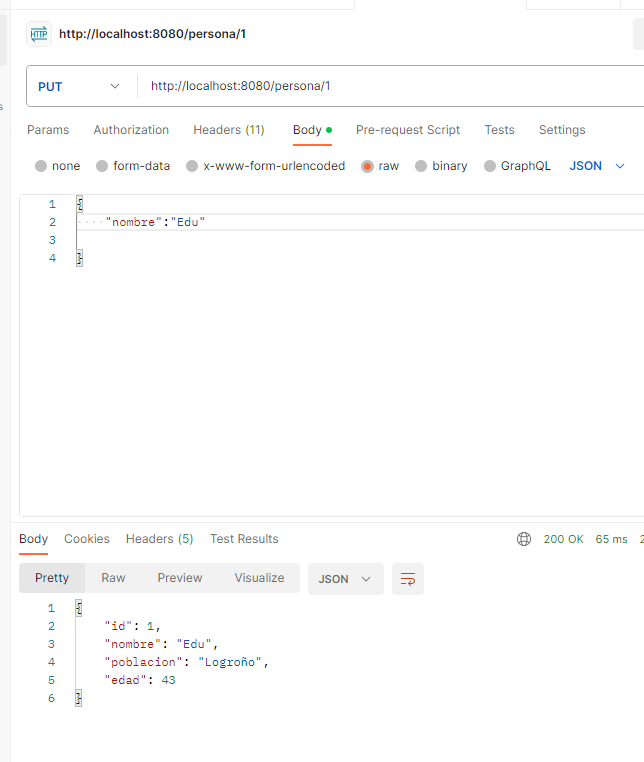 HTTP http://localhost:8080/persona/1
PUT http://localhost:8080/persona/1
Params Authorization Headers (11) Body Pre-request Script Tests Settings
none form-data x-www-form-urlencoded raw binary GraphQL JSON
1 {
2 "nombre":"Edu"
3
4 }
Body Cookies Headers (5) Test Results 200 OK 65 ms
Pretty Raw Preview Visualize JSON
1 {
2 "id": 1,
3 "nombre": "Edu",
4 "poblacion": "Logroño",
5 "edad": 43
6 }